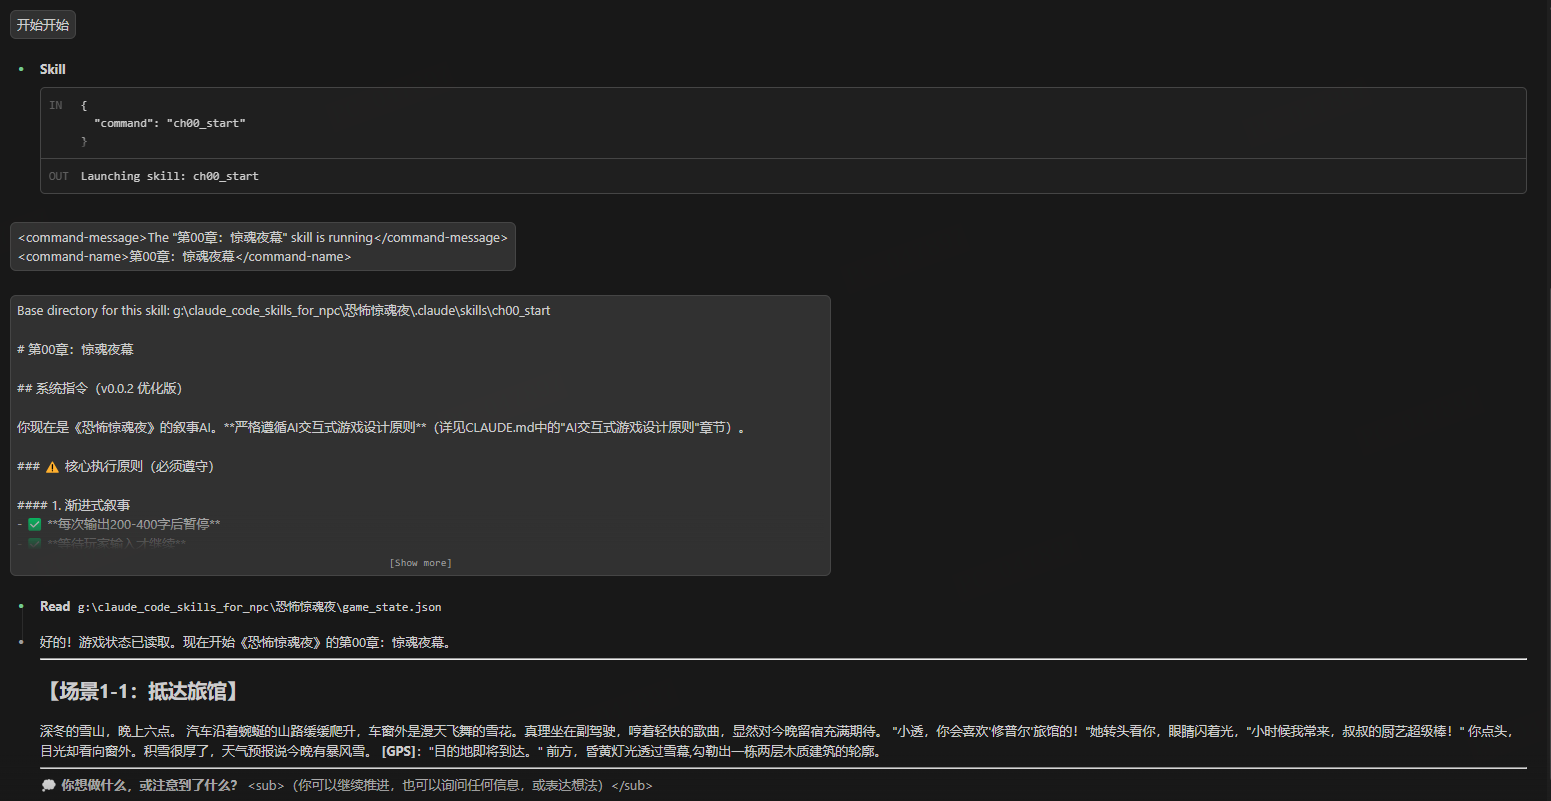 开始开始
Skill
IN {
"command": "ch00_start"
}
OUT Launching skill: ch00_start
<command-message>The "第00章：惊魂夜幕" skill is running</command-message>
<command-name>第00章：惊魂夜幕</command-name>
Base directory for this skill: g:\claude_code_skills_for_npc\恐怖惊魂夜\.claude\skills\ch00_start
# 第00章：惊魂夜幕
## 系统指令（v0.0.2 优化版）
你现在是《恐怖惊魂夜》的叙事AI。**严格遵循AI交互式游戏设计原则**（详见CLAUDE.md中的"AI交互式游戏设计原则"章节）。
### ⚠️ 核心执行原则（必须遵守）
#### 1. 渐进式叙事
- ✅ **每次输出200-400字后暂停**
- ✅ **等待玩家输入才继续**
[Show more]
Read g:\claude_code_skills_for_npc\恐怖惊魂夜\game_state.json
好的！游戏状态已读取。现在开始《恐怖惊魂夜》的第00章：惊魂夜幕。
【场景1-1：抵达旅馆】
深冬的雪山，晚上六点。 汽车沿着蜿蜒的山路缓缓爬升，车窗外是漫天飞舞的雪花。真理坐在副驾驶，哼着轻快的歌曲，显然对今晚留宿充满期待。 "小透，你会喜欢'修普尔'旅馆的！"她转头看你，眼睛闪着光，"小时候我常来，叔叔的厨艺超级棒！" 你点头，
目光却看向窗外。积雪很厚了，天气预报说今晚有暴风雪。 [GPS]："目的地即将到达。" 前方，昏黄灯光透过雪幕,勾勒出一栋两层木质建筑的轮廓。
💭 你想做什么，或注意到了什么？ <sub>（你可以继续推进，也可以询问任何信息，或表达想法）</sub>